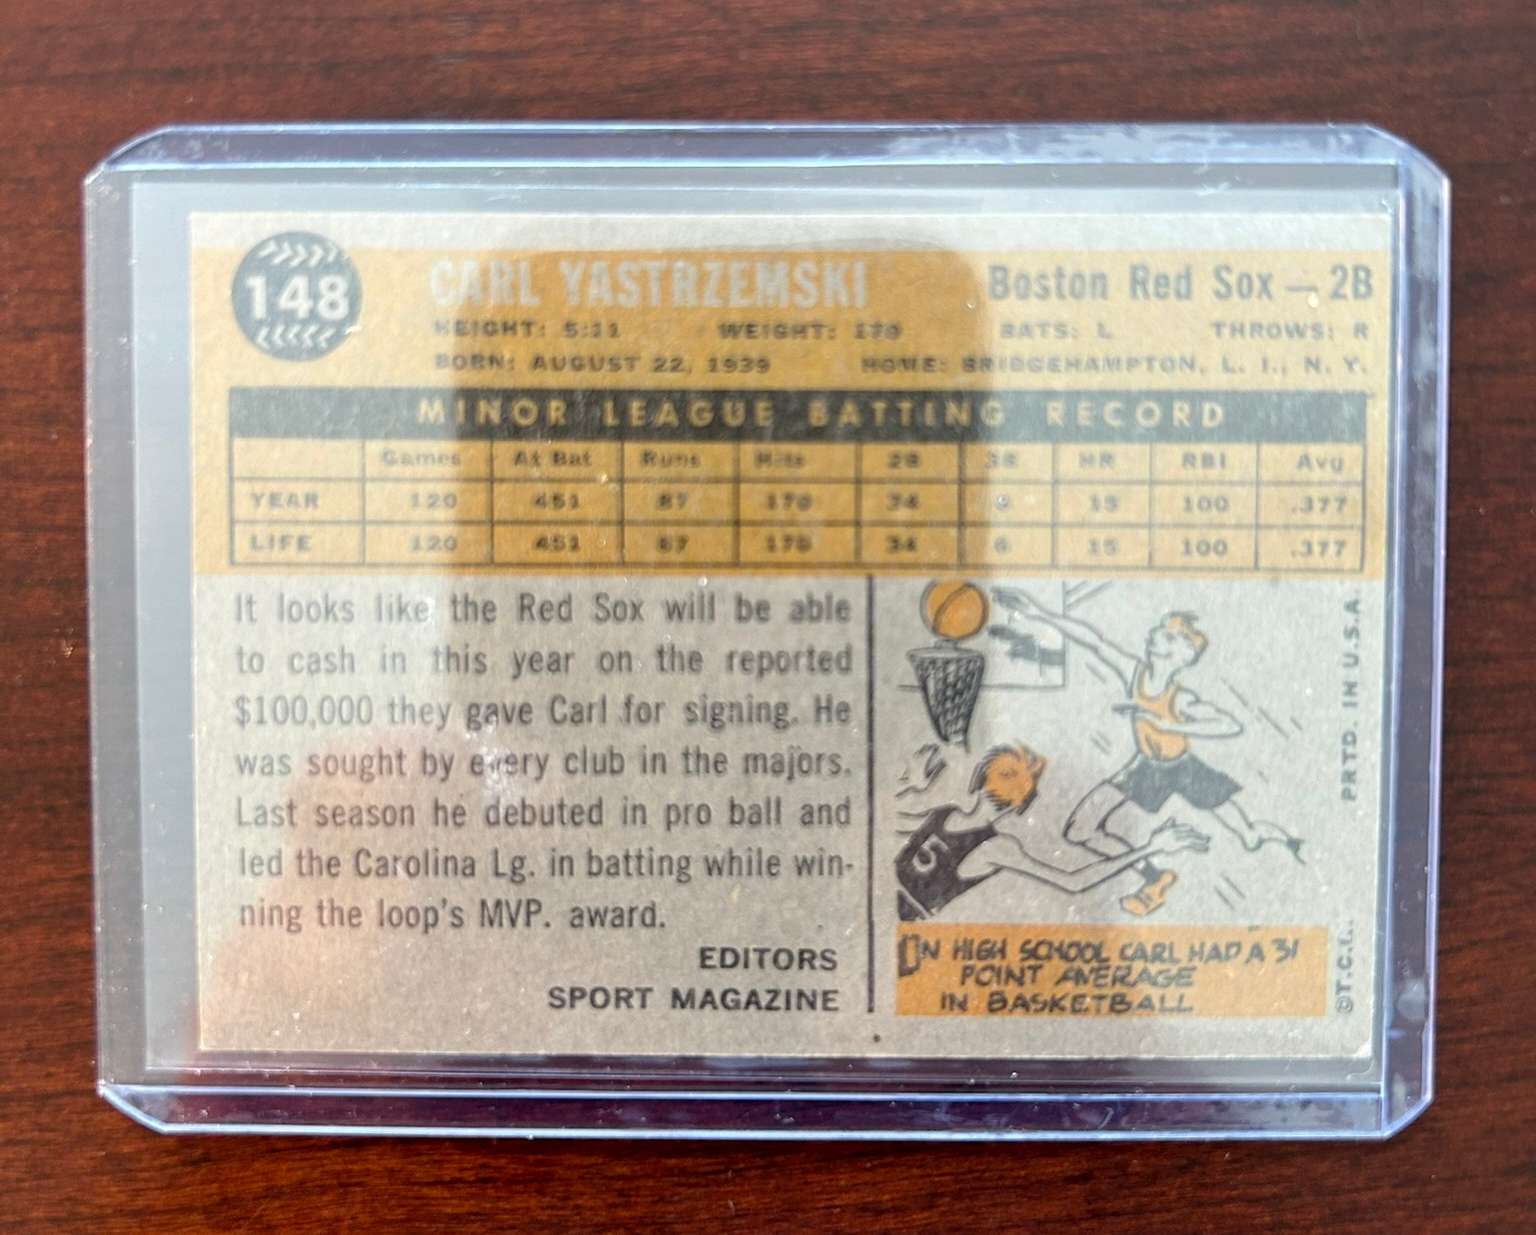 148
CARL YASTRZEMSKI Boston Red Sox — 2B
HEIGHT: 5:11 WEIGHT: 170 BATS: L THROWS: R
BORN: AUGUST 22, 1939 HOME: BRIDGEHAMPTON, L. I., N. Y.
MINOR LEAGUE BATTING RECORD
Games At Bat Runs Hits 2B 3B HR RBI Avg
YEAR 120 451 87 170 34 6 15 100 .377
LIFE 120 451 87 170 34 6 15 100 .377
It looks like the Red Sox will be able
to cash in this year on the reported
$100,000 they gave Carl for signing. He
was sought by every club in the majors.
Last season he debuted in pro ball and
led the Carolina Lg. in batting while win-
ning the loop's MVP. award.
EDITORS
SPORT MAGAZINE
5
IN HIGH SCHOOL CARL HAD A 31
POINT AVERAGE
IN BASKETBALL
©T.C.G. PRTD. IN U.S.A.